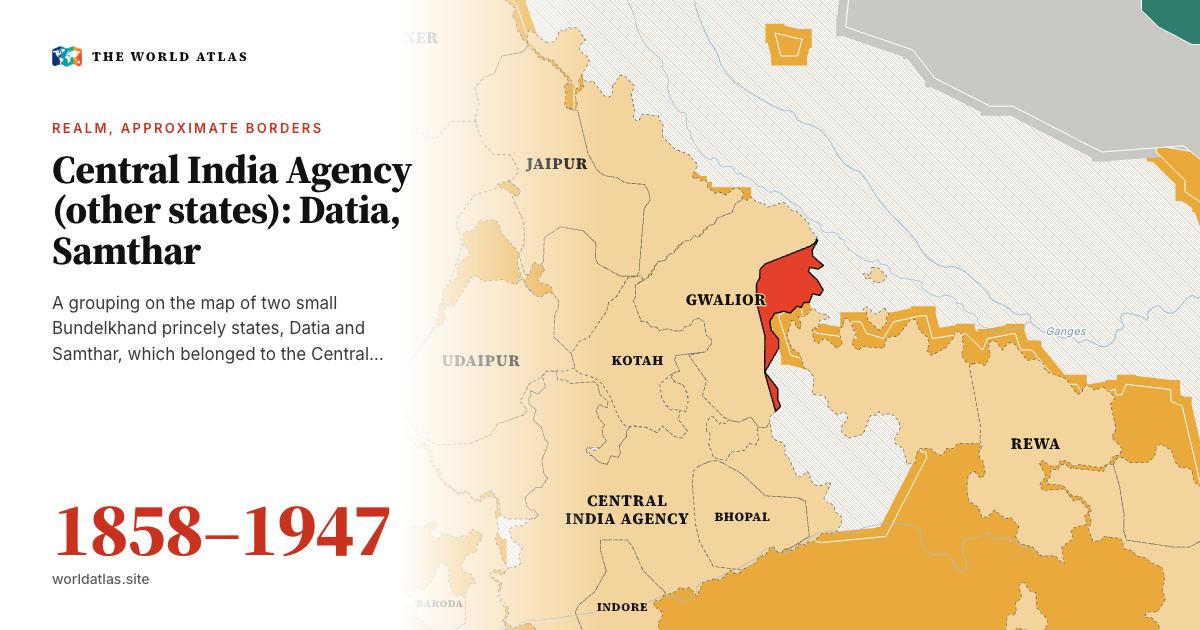 THE WORLD ATLAS
REALM, APPROXIMATE BORDERS
Central India Agency
(other states): Datia,
Samthar
A grouping on the map of two small
Bundelkhand princely states, Datia and
Samthar, which belonged to the Central...
1858–1947
worldatlas.site
NER
JAIPUR
GWALIOR
Ganges
UDAIPUR
KOTAH
REWA
CENTRAL
INDIA AGENCY
BHOPAL
BARODA
INDORE